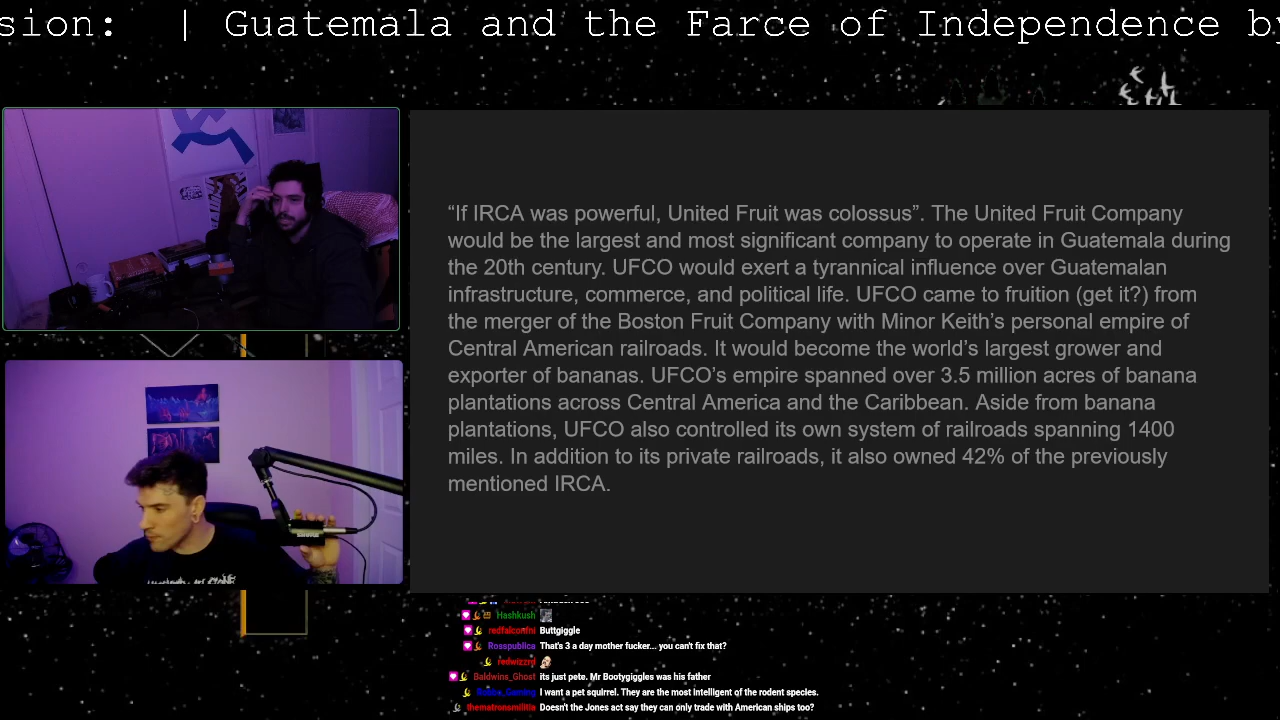 sion: | Guatemala and the Farce of Independence by
“If IRCA was powerful, United Fruit was colossus”. The United Fruit Company
would be the largest and most significant company to operate in Guatemala during
the 20th century. UFCO would exert a tyrannical influence over Guatemalan
infrastructure, commerce, and political life. UFCO came to fruition (get it?) from
the merger of the Boston Fruit Company with Minor Keith’s personal empire of
Central American railroads. It would become the world’s largest grower and
exporter of bananas. UFCO’s empire spanned over 3.5 million acres of banana
plantations across Central America and the Caribbean. Aside from banana
plantations, UFCO also controlled its own system of railroads spanning 1400
miles. In addition to its private railroads, it also owned 42% of the previously
mentioned IRCA.
SHURE
Hashkush
Buttgiggle
Rosspublica That's 3 a day mother fucker... you can't fix that?
redwizzrd
Baldwins_Ghost its just pete. Mr Bootygiggles was his father
I want a pet squirrel. They are the most intelligent of the rodent species.
thematronsmilitia Doesn't the Jones act say they can only trade with American ships too?